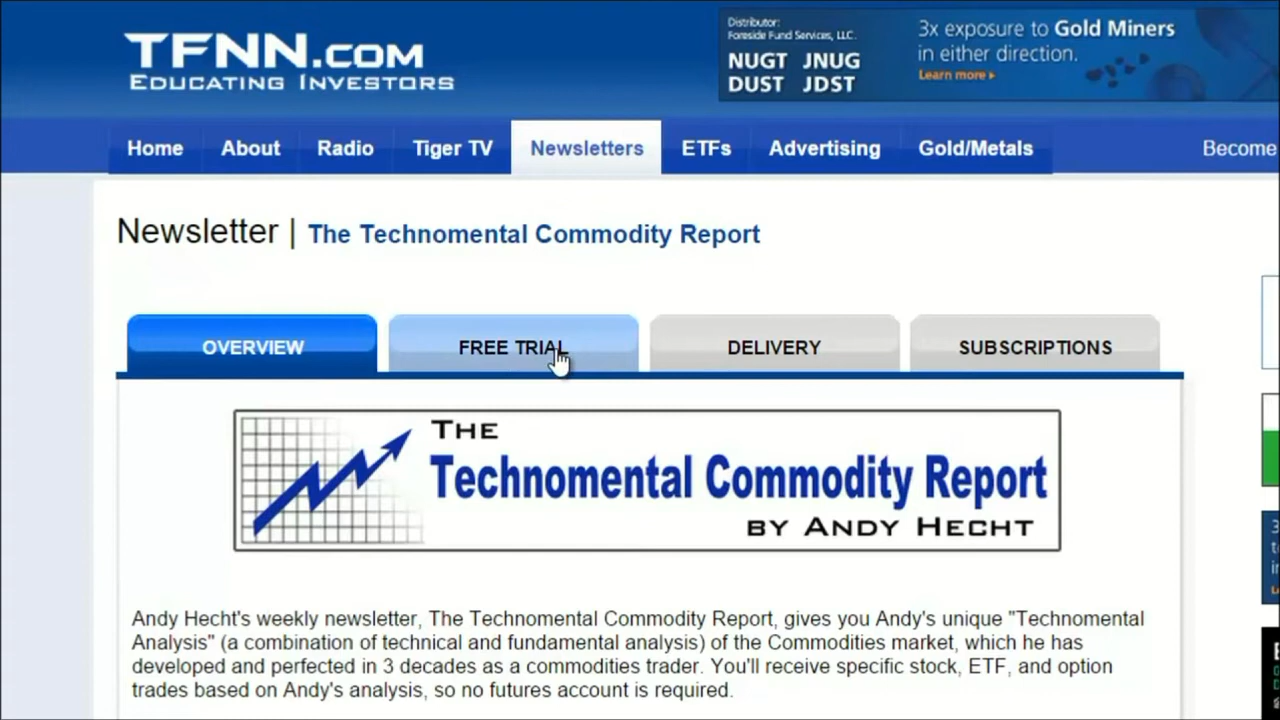 TFNN.COM
EDUCATING INVESTORS
Distributor:
Foreside Fund Services, LLC.
NUGT JNUG
DUST JDST
3x exposure to Gold Miners
in either direction.
Learn more
Home About Radio Tiger TV Newsletters ETFs Advertising Gold/Metals Become
Newsletter | The Technomental Commodity Report
OVERVIEW FREE TRIAL DELIVERY SUBSCRIPTIONS
THE
Technomental Commodity Report
BY ANDY HECHT
Andy Hecht's weekly newsletter, The Technomental Commodity Report, gives you Andy's unique "Technomental
Analysis" (a combination of technical and fundamental analysis) of the Commodities market, which he has
developed and perfected in 3 decades as a commodities trader. You'll receive specific stock, ETF, and option
trades based on Andy's analysis, so no futures account is required.